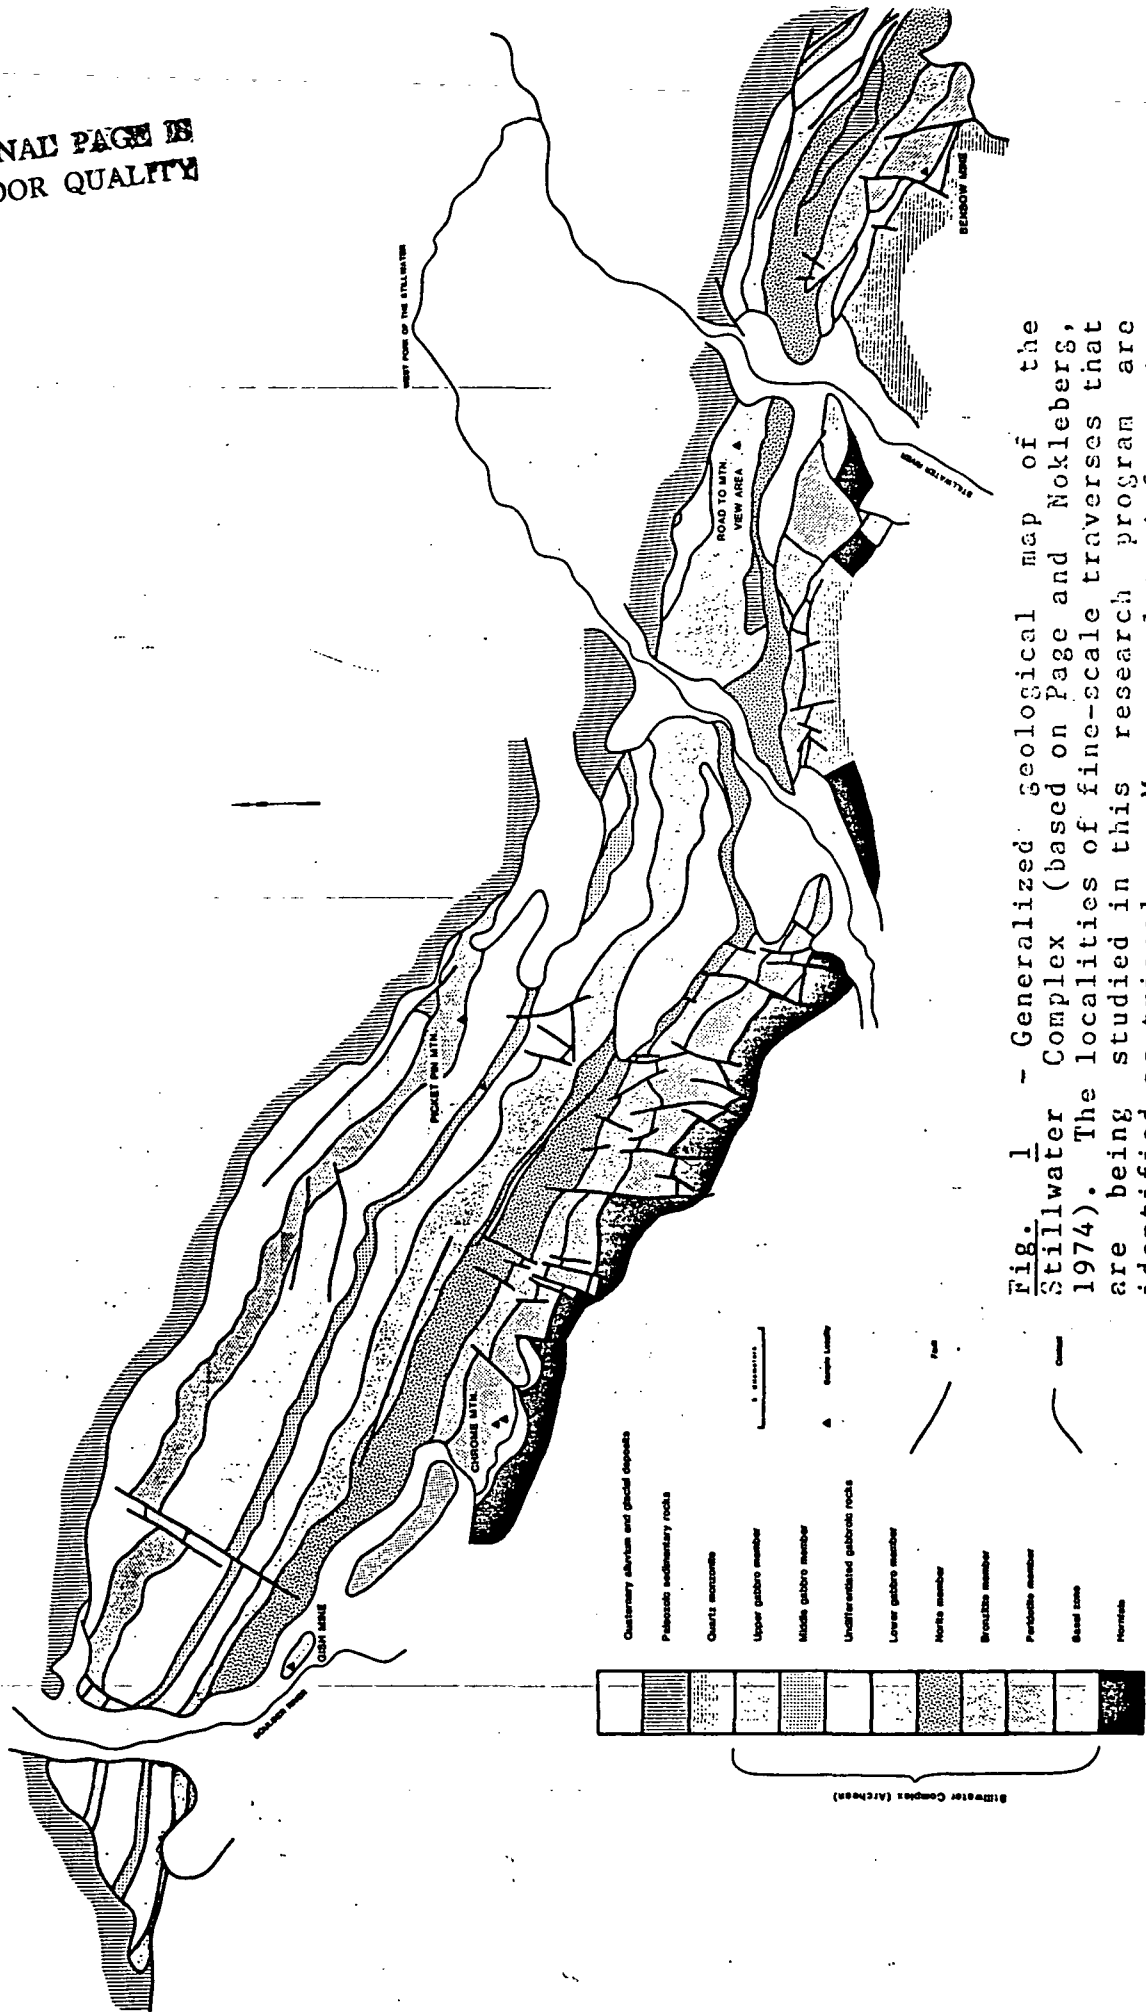 NAL PAGE IS
OOR QUALITY
WEST FORK OF THE STILLWATER
BENBOW MINE
ROAD TO MTN.
VIEW AREA
STILLWATER RIVER
PICKET PIN MTN.
CHROME MTN.
GISH MINE
BOULDER RIVER
Quaternary alluvium and glacial deposits
Paleozoic sedimentary rocks
Quartz monzonite
Upper gabbro member
Middle gabbro member
Undifferentiated gabbroic rocks
Lower gabbro member
Norite member
Bronzite member
Peridotite member
Basal zone
Hornfels
Stillwater Complex (Archean)
5 kilometers
Sample Locality
Fault
Contact
Fig. 1 - Generalized geological map of the
Stillwater Complex (based on Page and Nokleberg,
1974). The localities of fine-scale traverses that
are being studied in this research program are